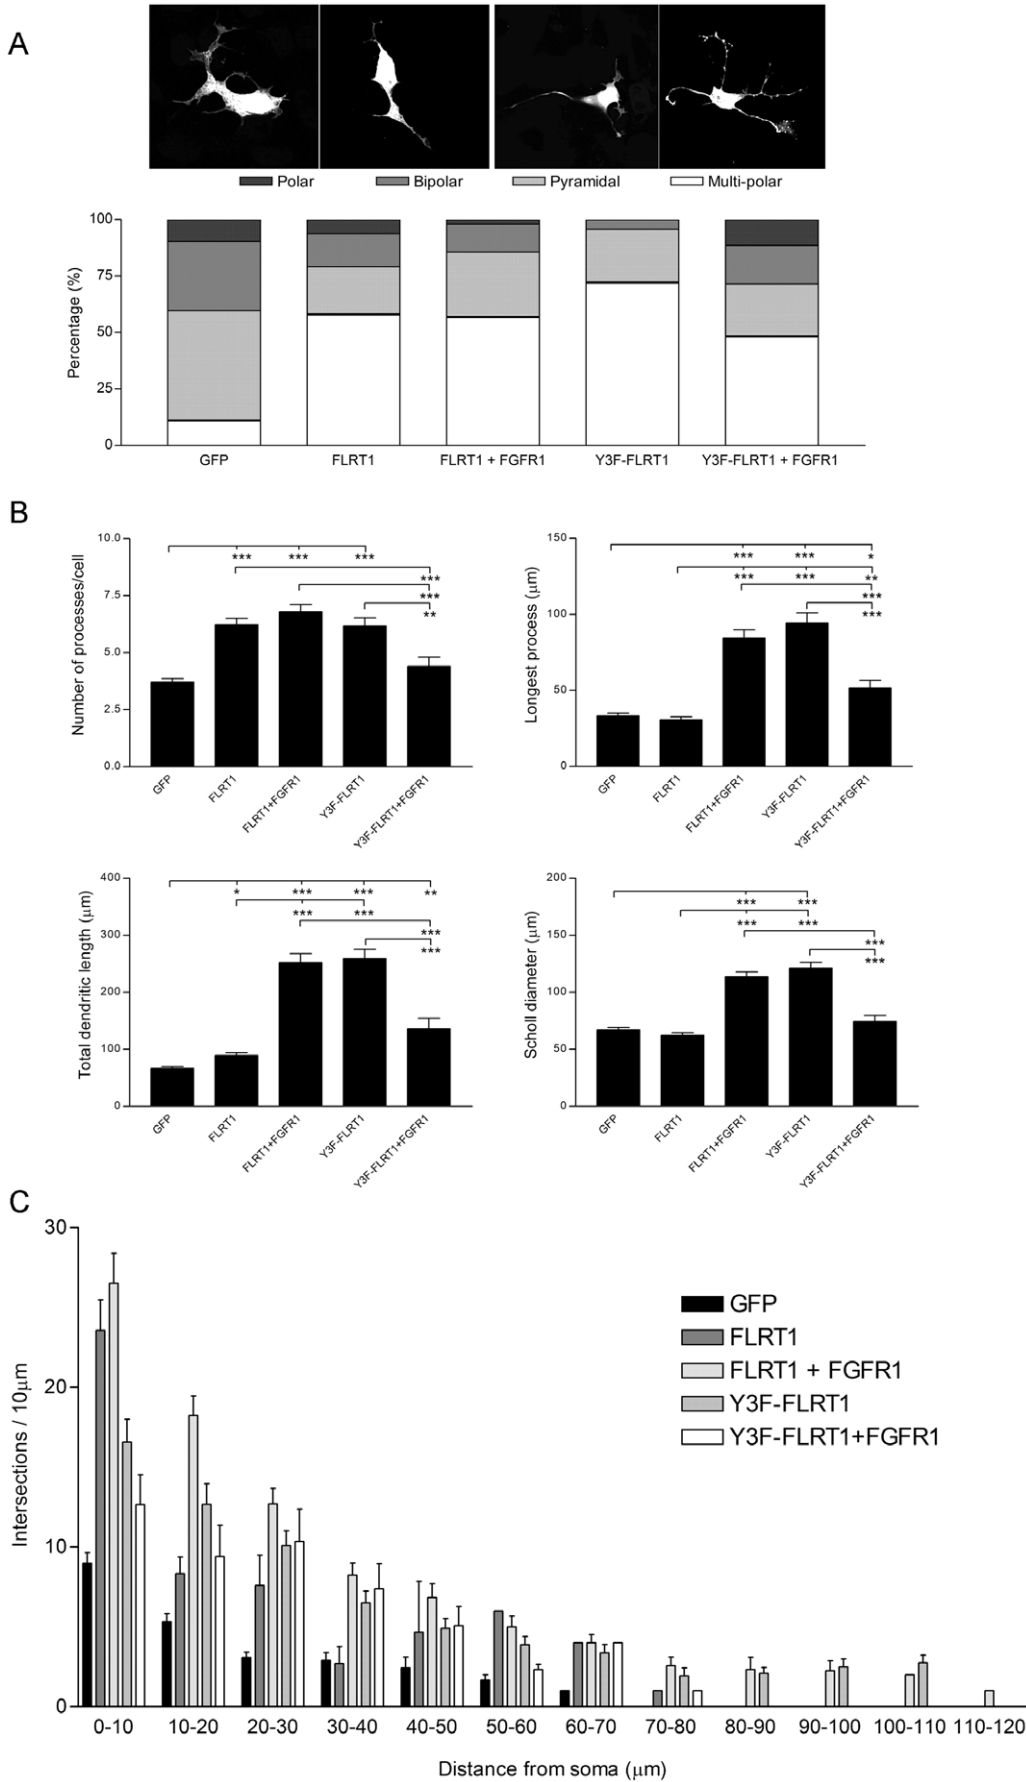 A
Polar Bipolar Pyramidal Multi-polar
Percentage (%)
100
75
50
25
0
GFP FLRT1 FLRT1 + FGFR1 Y3F-FLRT1 Y3F-FLRT1 + FGFR1
B
Number of processes/cell
10.0
7.5
5.0
2.5
0.0
*** *** ***
***
***
**
GFP FLRT1 FLRT1+FGFR1 Y3F-FLRT1 Y3F-FLRT1+FGFR1
Longest process (μm)
150
100
50
0
*** *** *
*** *** **
***
***
GFP FLRT1 FLRT1+FGFR1 Y3F-FLRT1 Y3F-FLRT1+FGFR1
Total dendritic length (μm)
400
300
200
100
0
* *** *** **
*** ***
***
***
GFP FLRT1 FLRT1+FGFR1 Y3F-FLRT1 Y3F-FLRT1+FGFR1
Scholl diameter (μm)
200
150
100
50
0
*** ***
*** ***
***
***
GFP FLRT1 FLRT1+FGFR1 Y3F-FLRT1 Y3F-FLRT1+FGFR1
C
Intersections / 10μm
30
20
10
0
GFP
FLRT1
FLRT1 + FGFR1
Y3F-FLRT1
Y3F-FLRT1+FGFR1
0-10 10-20 20-30 30-40 40-50 50-60 60-70 70-80 80-90 90-100 100-110 110-120
Distance from soma (μm)